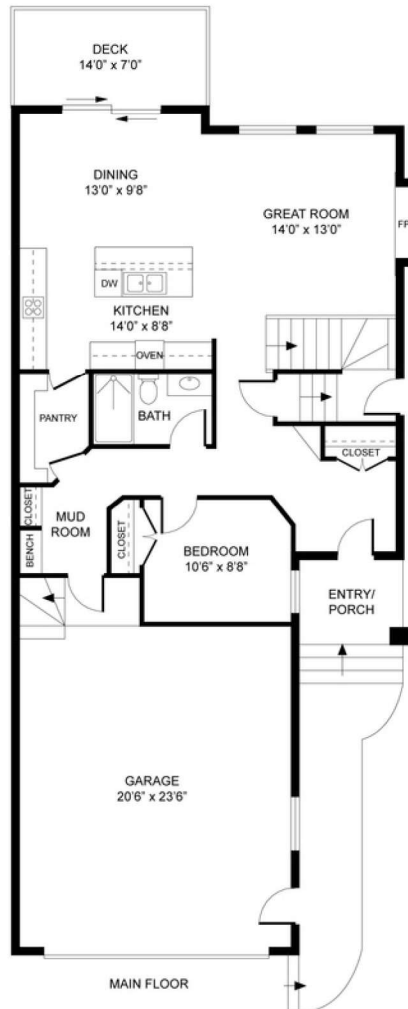 DECK
14'0" x 7'0"
DINING
13'0" x 9'8"
GREAT ROOM
14'0" x 13'0"
FP
DW
KITCHEN
14'0" x 8'8"
OVEN
PANTRY
BATH
CLOSET
CLOSET
MUD
ROOM
BENCH
CLOSET
BEDROOM
10'6" x 8'8"
ENTRY/
PORCH
GARAGE
20'6" x 23'6"
MAIN FLOOR